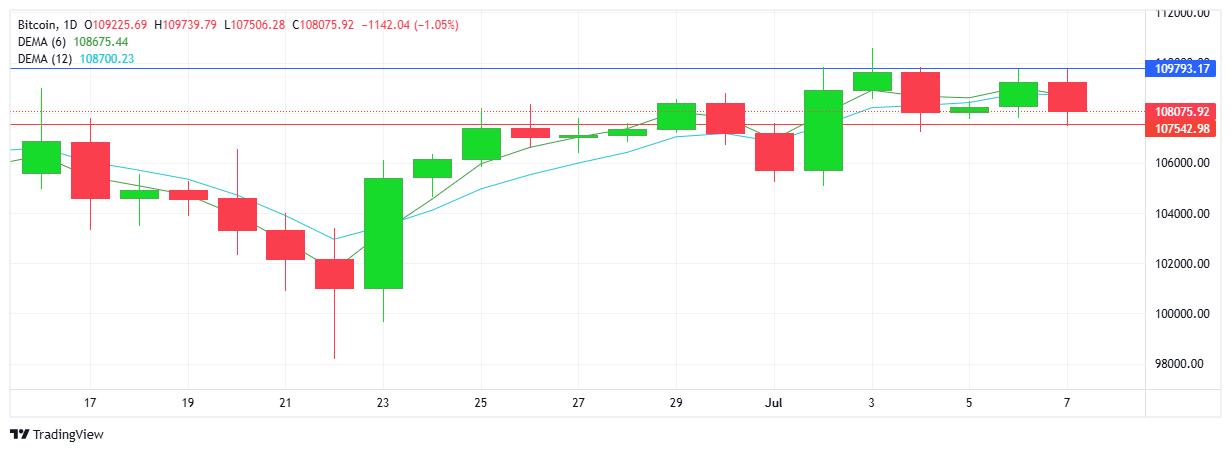 Bitcoin, 1D O109225.69 H109739.79 L107506.28 C108075.92 −1142.04 (−1.05%)
DEMA (6) 108675.44
DEMA (12) 108700.23
112000.00
109793.17
108075.92
107542.98
106000.00
104000.00
102000.00
100000.00
98000.00
17 19 21 23 25 27 29 Jul 3 5 7
TradingView